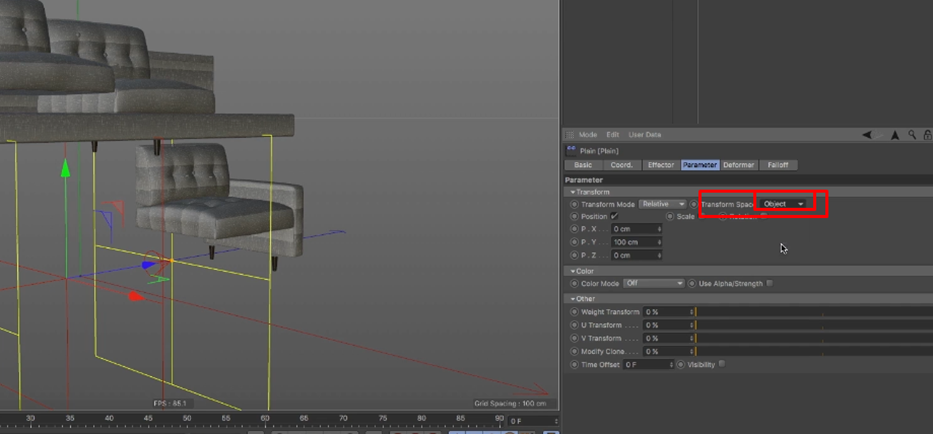 Mode Edit User Data
Plain [Plain]
Basic Coord. Effector Parameter Deformer Falloff
Parameter
Transform
Transform Mode Relative Transform Space Object
Position Scale Rotation
P . X 0 cm
P . Y 100 cm
P . Z 0 cm
Color
Color Mode Off Use Alpha/Strength
Other
Weight Transform 0 %
U Transform .... 0 %
V Transform .... 0 %
Modify Clone.... 0 %
Time Offset 0 F Visibility
FPS : 85.1 Grid Spacing : 100 cm
30 35 40 45 50 55 60 65 70 75 80 85 90 0 F